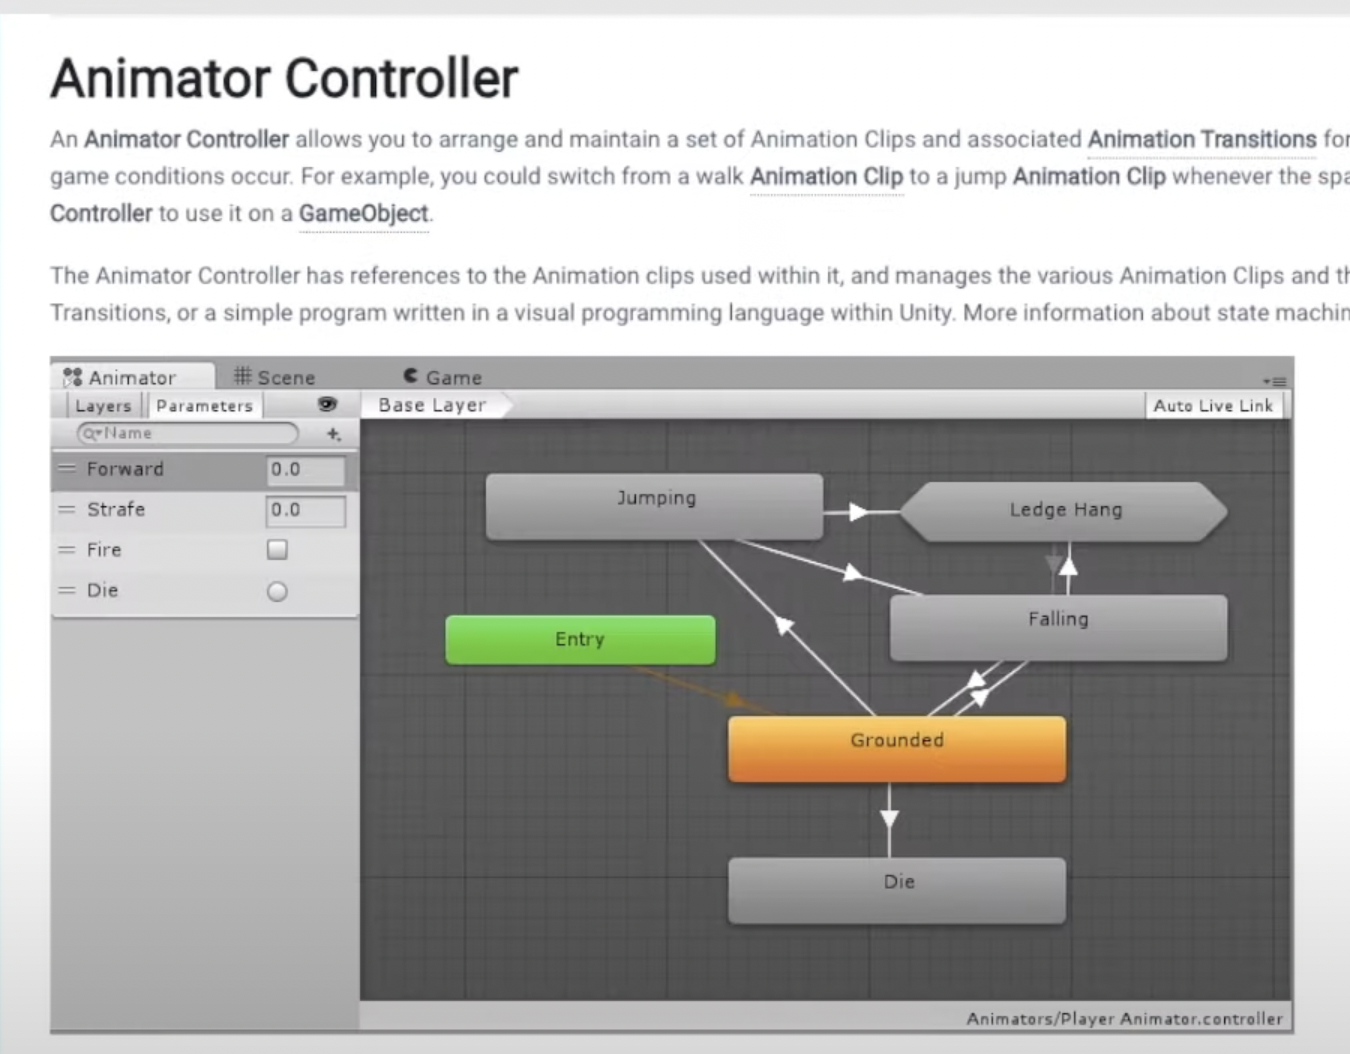 Animator Controller
An Animator Controller allows you to arrange and maintain a set of Animation Clips and associated Animation Transitions for
game conditions occur. For example, you could switch from a walk Animation Clip to a jump Animation Clip whenever the spa
Controller to use it on a GameObject.
The Animator Controller has references to the Animation clips used within it, and manages the various Animation Clips and th
Transitions, or a simple program written in a visual programming language within Unity. More information about state machin
Animator Scene Game
Layers Parameters Base Layer Auto Live Link
Name
Forward 0.0
Strafe 0.0
Fire
Die
Jumping
Ledge Hang
Falling
Entry
Grounded
Die
Animators/Player Animator.controller